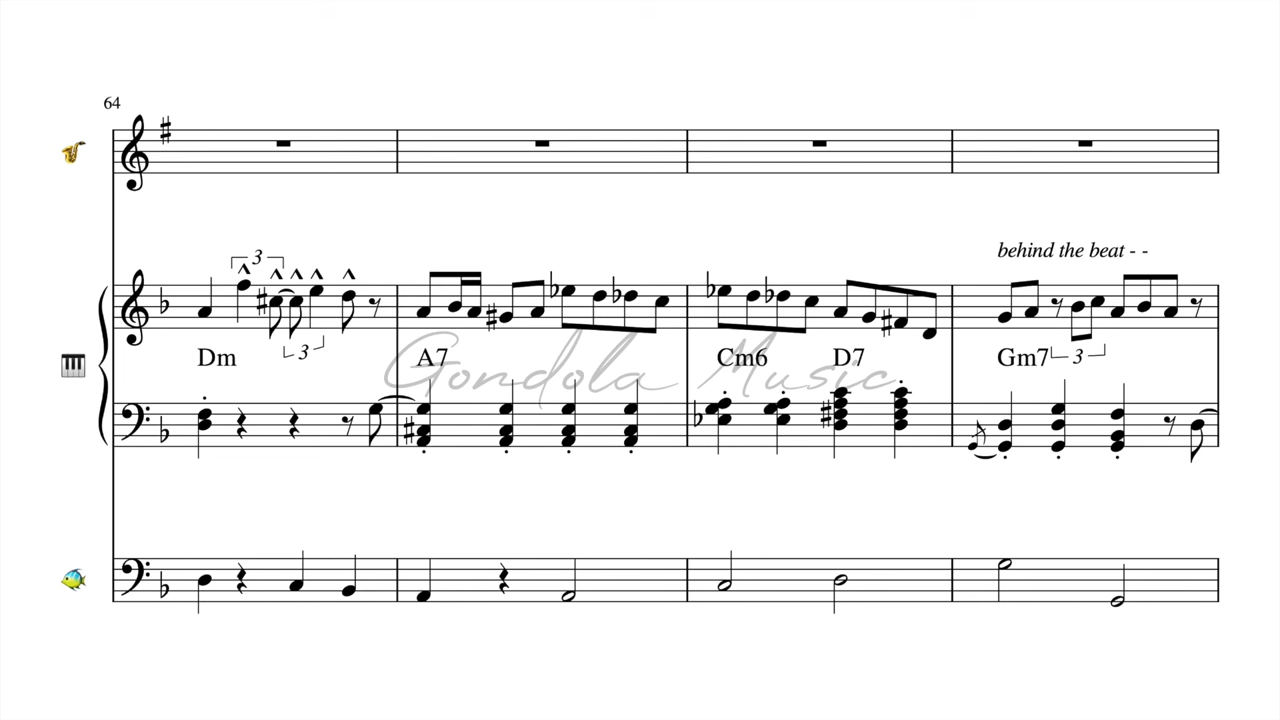 64
behind the beat - -
3
3
3
Dm A7 Cm6 D7 Gm7
Gondola Music